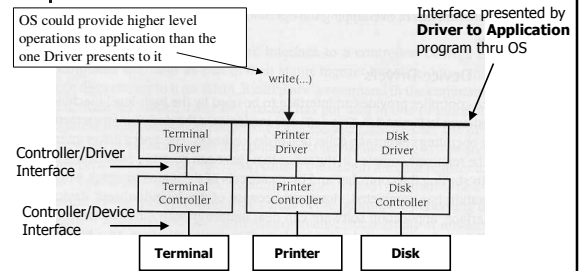 OS could provide higher level
operations to application than the
one Driver presents to it
Interface presented by
Driver to Application
program thru OS
write(...)
Terminal
Driver
Printer
Driver
Disk
Driver
Controller/Driver
Interface
Terminal
Controller
Printer
Controller
Disk
Controller
Controller/Device
Interface
Terminal
Printer
Disk